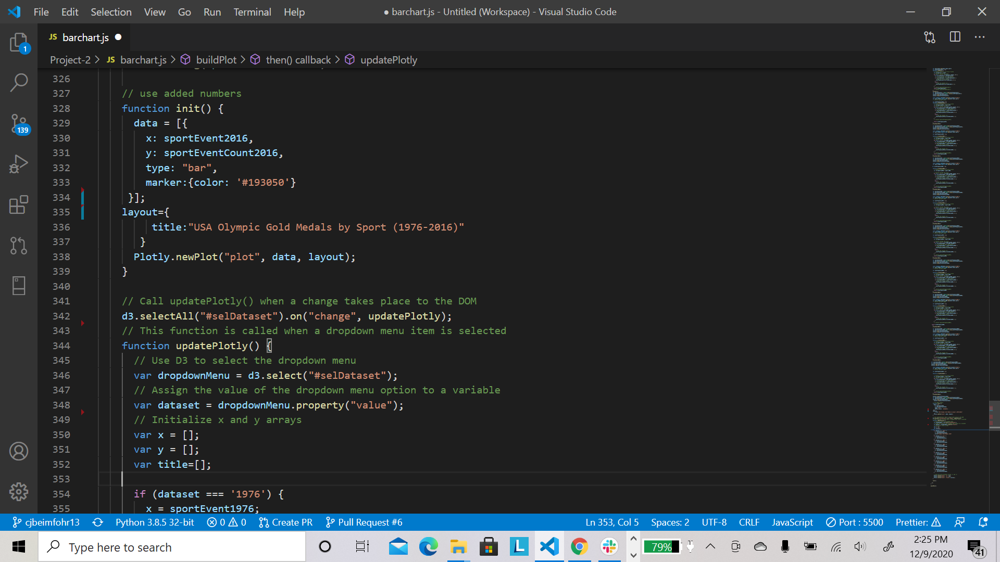 File Edit Selection View Go Run Terminal Help
● barchart.js - Untitled (Workspace) - Visual Studio Code
JS barchart.js ●
1
Project-2 > JS barchart.js > buildPlot > then() callback > updatePlotly
139
326
327 // use added numbers
328 function init() {
329 data = [{
330 x: sportEvent2016,
331 y: sportEventCount2016,
332 type: "bar",
333 marker:{color: '#193050'}
334 }];
335 layout={
336 title:"USA Olympic Gold Medals by Sport (1976-2016)"
337 }
338 Plotly.newPlot("plot", data, layout);
339 }
340
341 // Call updatePlotly() when a change takes place to the DOM
342 d3.selectAll("#selDataset").on("change", updatePlotly);
343 // This function is called when a dropdown menu item is selected
344 function updatePlotly() {
345 // Use D3 to select the dropdown menu
346 var dropdownMenu = d3.select("#selDataset");
347 // Assign the value of the dropdown menu option to a variable
348 var dataset = dropdownMenu.property("value");
349 // Initialize x and y arrays
350 var x = [];
351 var y = [];
352 var title=[];
353
354 if (dataset === '1976') {
355 x = sportEvent1976;
cjbeimfohr13 Python 3.8.5 32-bit 0 0 Create PR Pull Request #6 Ln 353, Col 5 Spaces: 2 UTF-8 CRLF JavaScript Port : 5500 Prettier:
Type here to search
L
79%
2:25 PM
12/9/2020
41